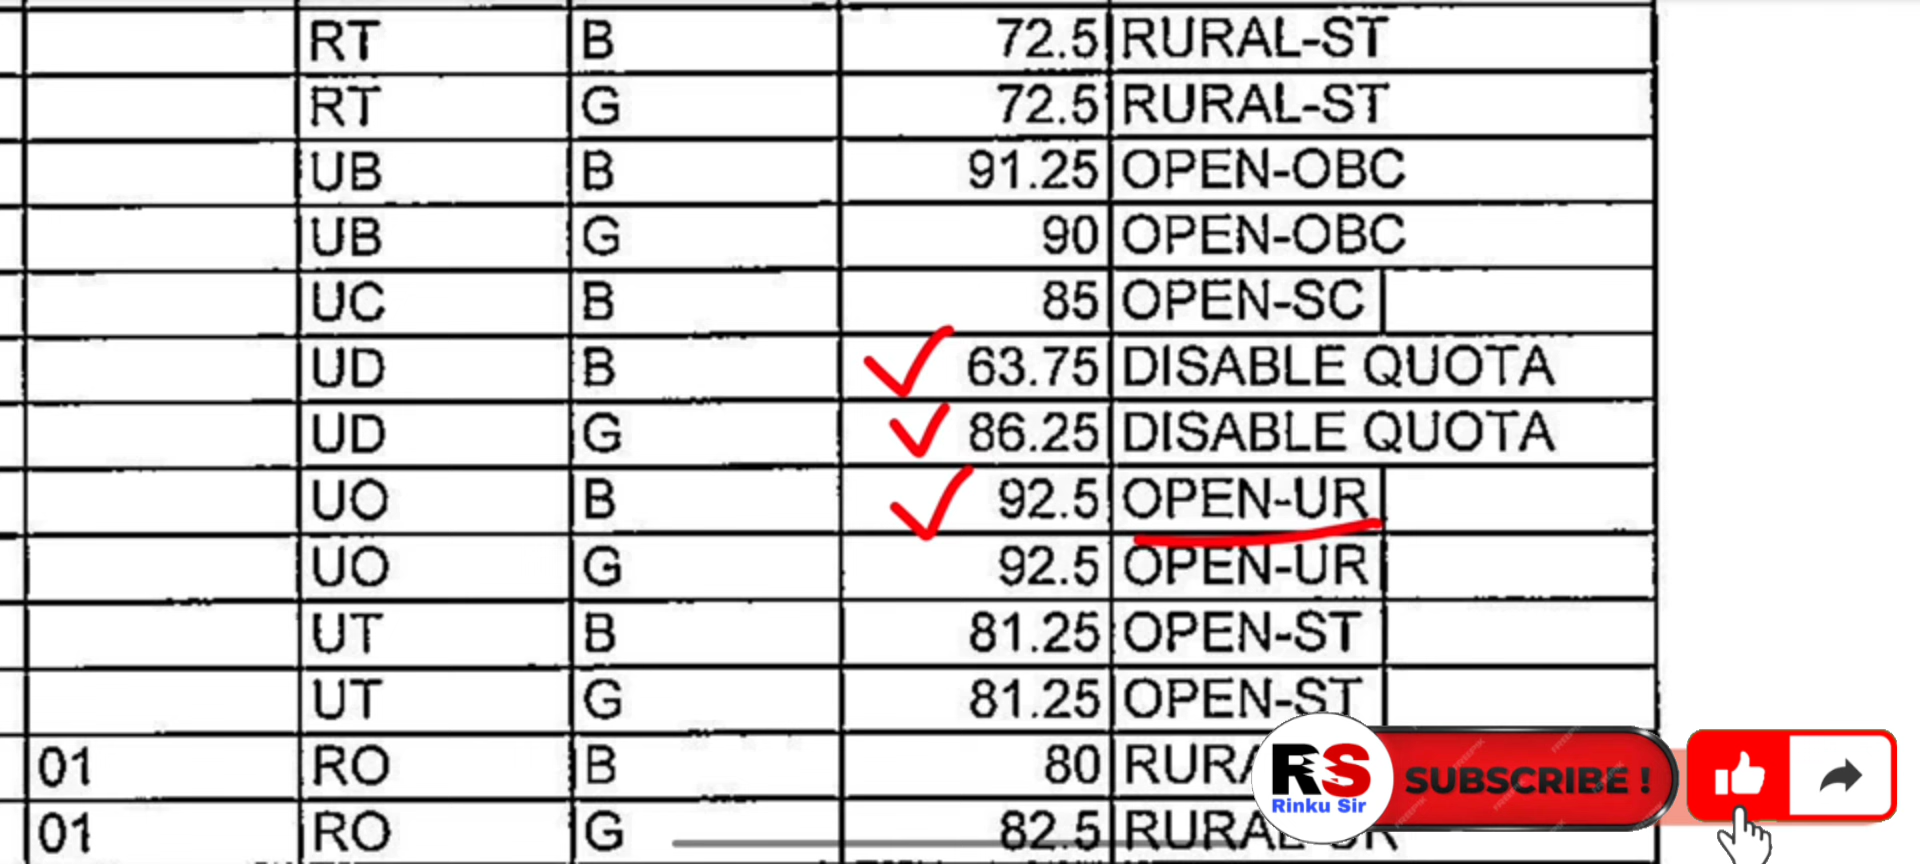 RT B 72.5 RURAL-ST
RT G 72.5 RURAL-ST
UB B 91.25 OPEN-OBC
UB G 90 OPEN-OBC
UC B 85 OPEN-SC
UD B 63.75 DISABLE QUOTA
UD G 86.25 DISABLE QUOTA
UO B 92.5 OPEN-UR
UO G 92.5 OPEN-UR
UT B 81.25 OPEN-ST
UT G 81.25 OPEN-ST
01 RO B 80
01 RO G 82.5
RS
Rinku Sir
SUBSCRIBE !